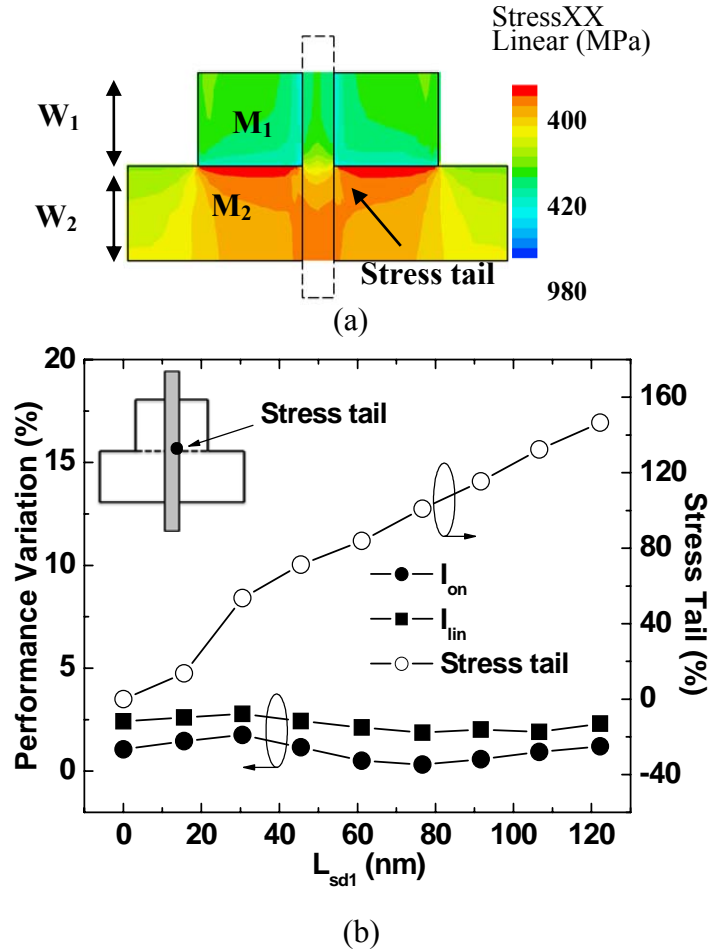 StressXX
Linear (MPa)
W1
M1
400
W2
M2
420
Stress tail
980
(a)
20
160
Stress tail
120
15
80
10
Ion
40
Ilin
Stress tail
5
0
0
-40
Performance Variation (%)
Stress Tail (%)
0 20 40 60 80 100 120
Lsd1 (nm)
(b)